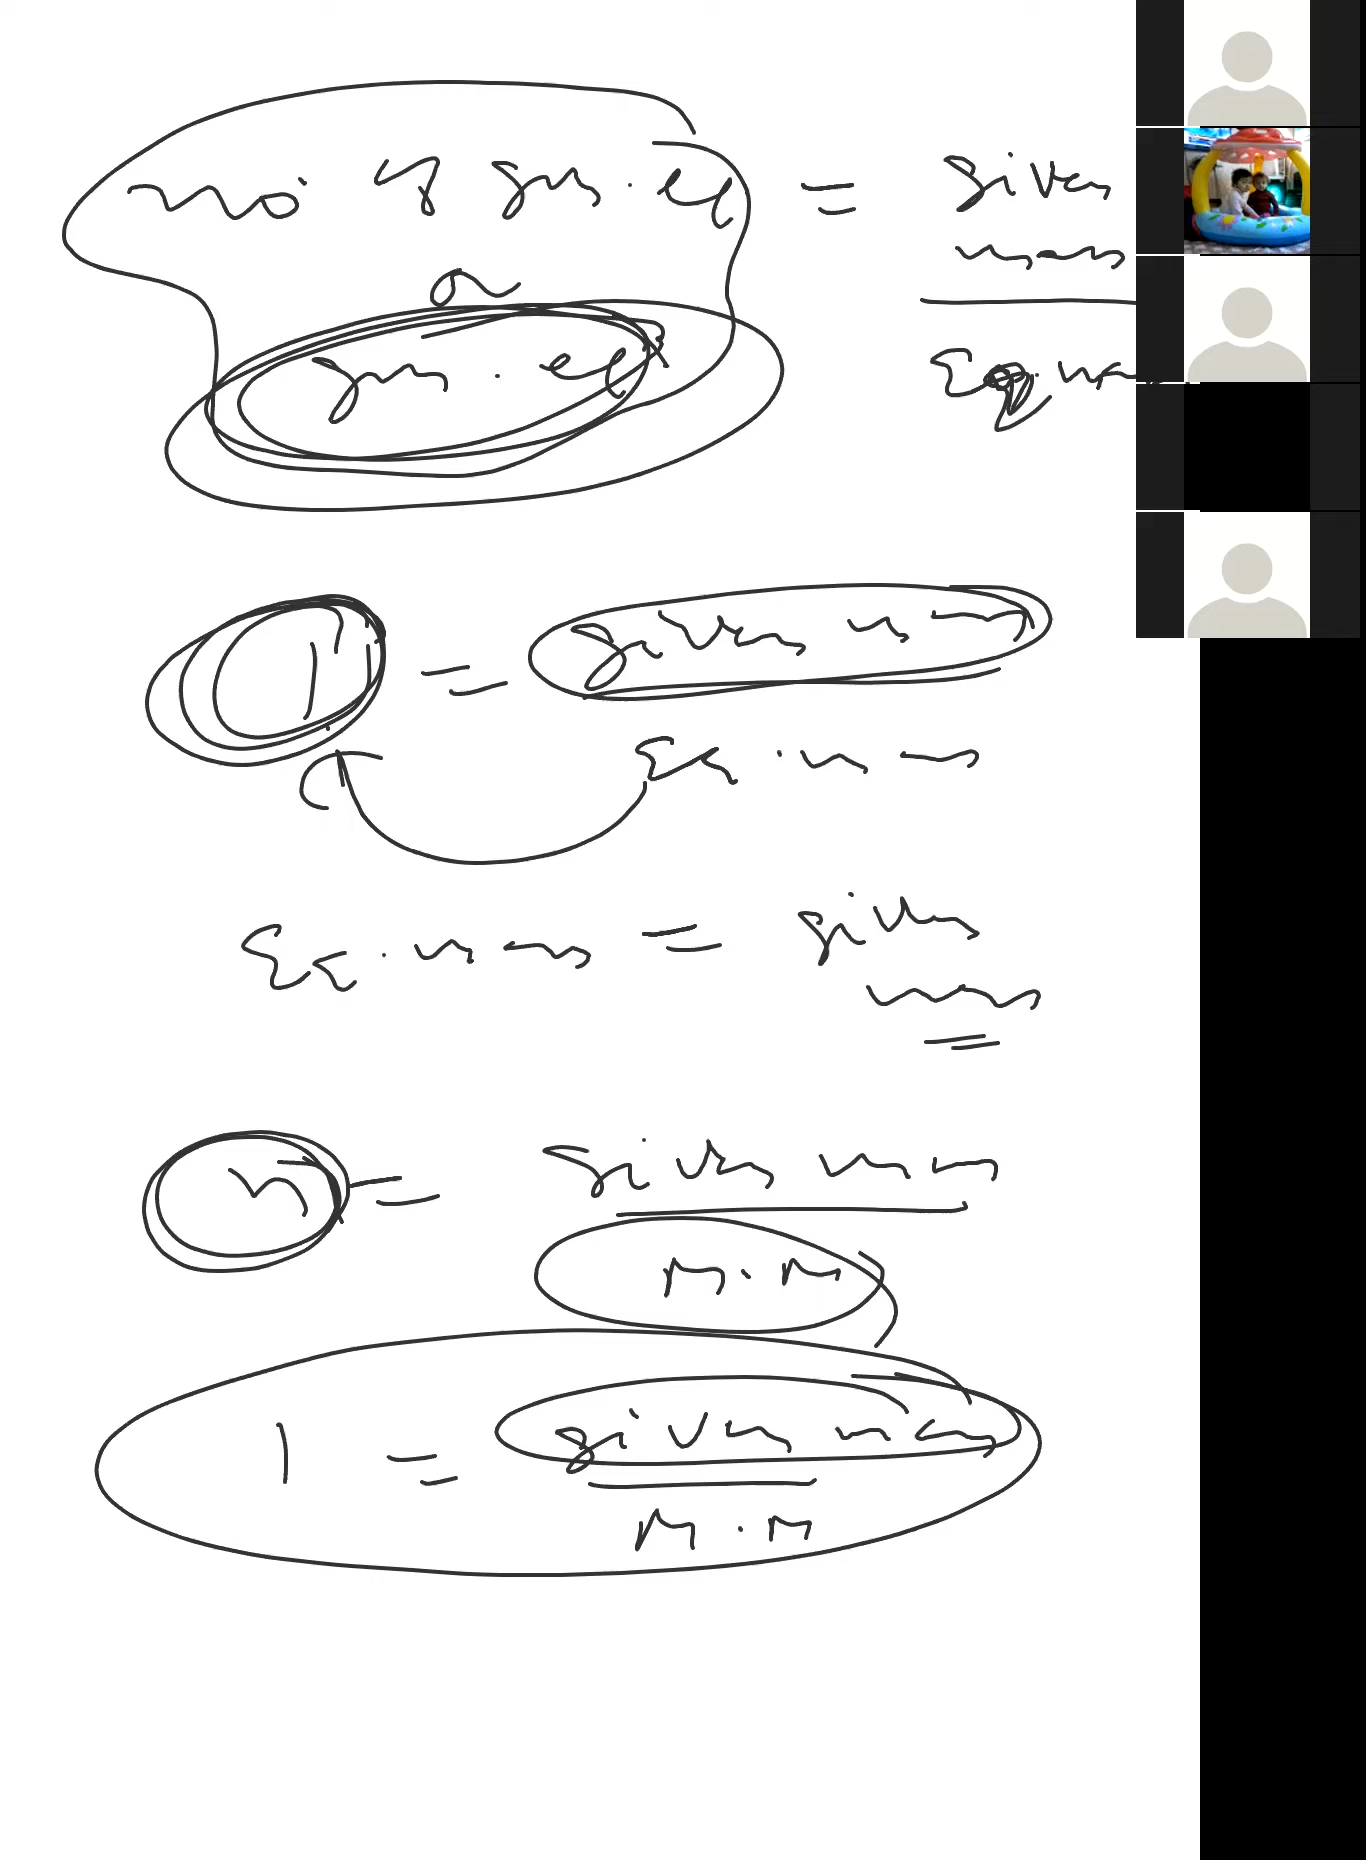 no of gm. eq = given mass
or
gm. eq
Eq. ma
1 = given mass
Eq. mass
Eq. mass = given
mass
n = given mass
M.M
1 = given mass
M.M